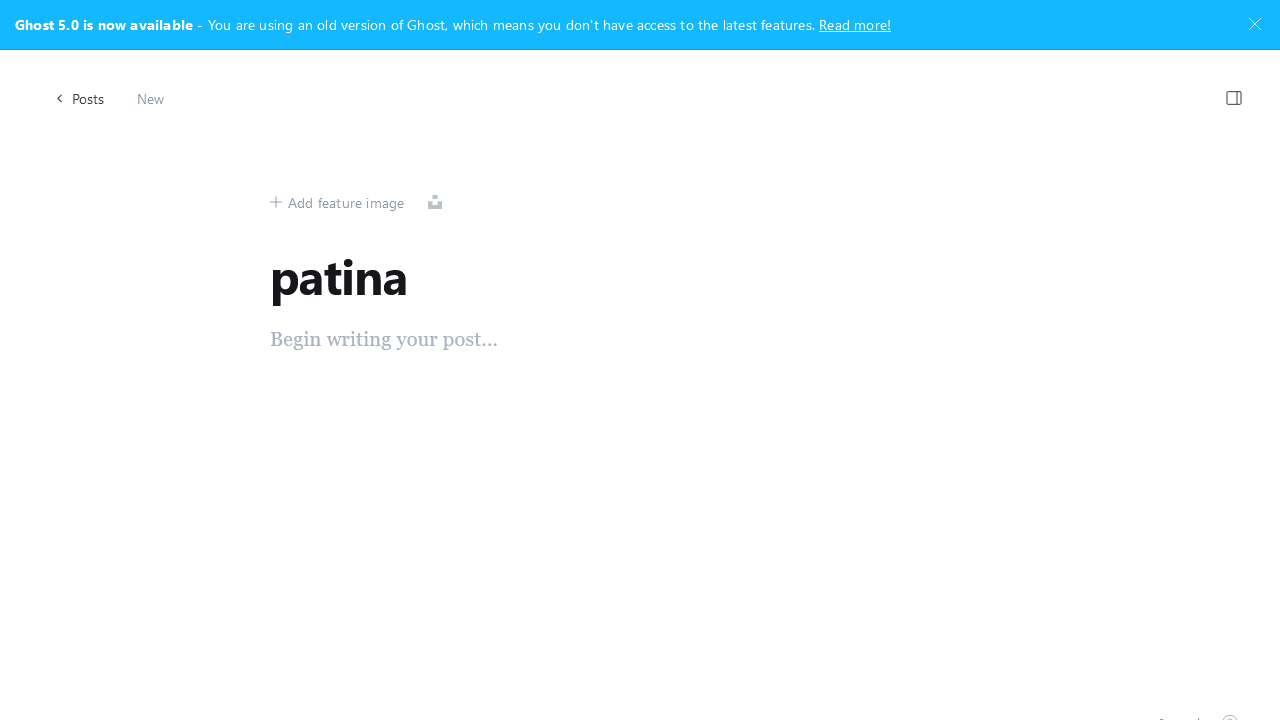 Ghost 5.0 is now available - You are using an old version of Ghost, which means you don't have access to the latest features. Read more!
Posts
New
Add feature image
patina
Begin writing your post...